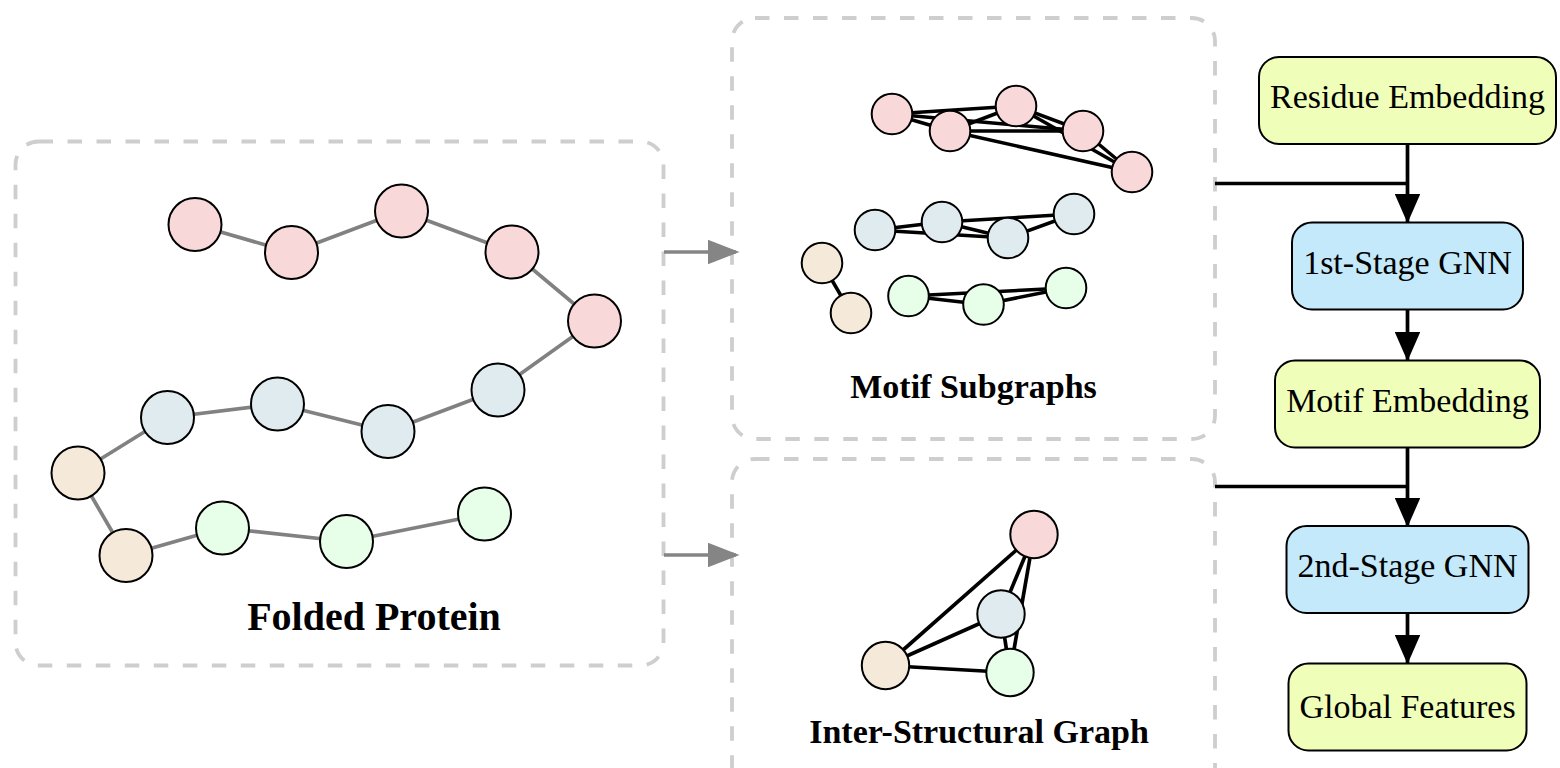 Folded Protein
Motif Subgraphs
Inter-Structural Graph
Residue Embedding
1st-Stage GNN
Motif Embedding
2nd-Stage GNN
Global Features